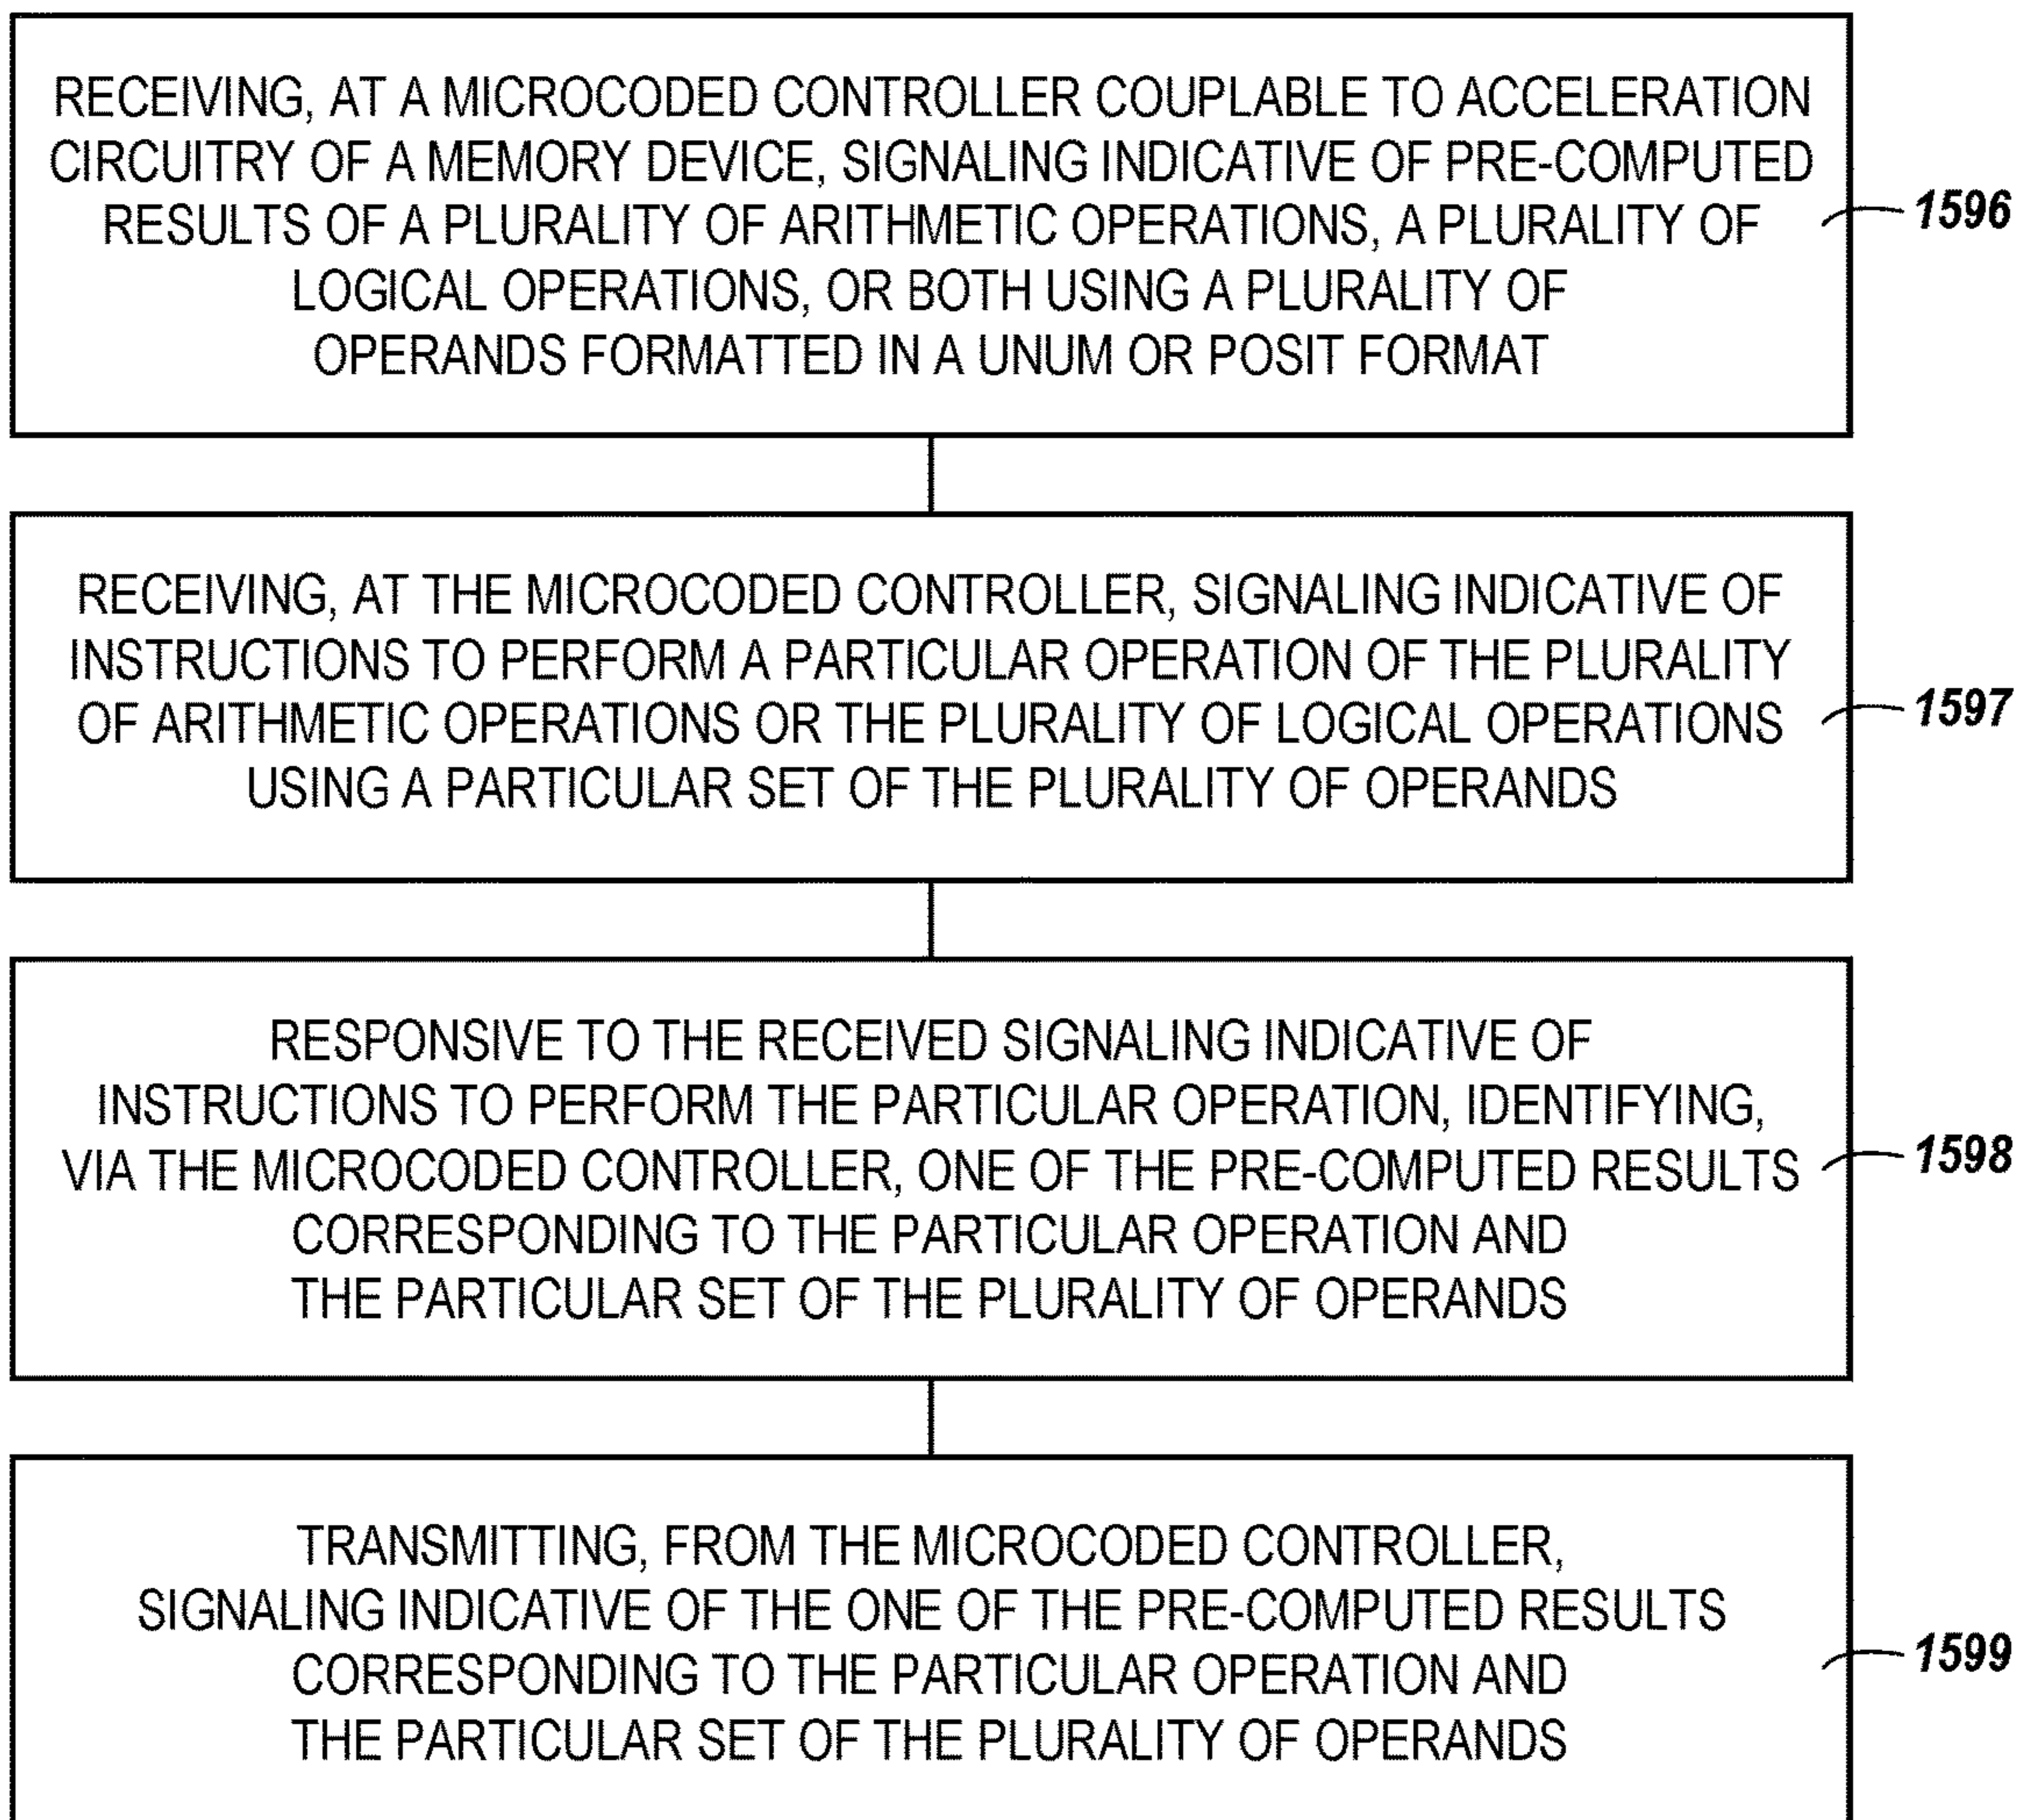 RECEIVING, AT A MICROCODED CONTROLLER COUPLABLE TO ACCELERATION
CIRCUITRY OF A MEMORY DEVICE, SIGNALING INDICATIVE OF PRE-COMPUTED
RESULTS OF A PLURALITY OF ARITHMETIC OPERATIONS, A PLURALITY OF
LOGICAL OPERATIONS, OR BOTH USING A PLURALITY OF
OPERANDS FORMATTED IN A UNUM OR POSIT FORMAT
1596
RECEIVING, AT THE MICROCODED CONTROLLER, SIGNALING INDICATIVE OF
INSTRUCTIONS TO PERFORM A PARTICULAR OPERATION OF THE PLURALITY
OF ARITHMETIC OPERATIONS OR THE PLURALITY OF LOGICAL OPERATIONS
USING A PARTICULAR SET OF THE PLURALITY OF OPERANDS
1597
RESPONSIVE TO THE RECEIVED SIGNALING INDICATIVE OF
INSTRUCTIONS TO PERFORM THE PARTICULAR OPERATION, IDENTIFYING,
VIA THE MICROCODED CONTROLLER, ONE OF THE PRE-COMPUTED RESULTS
CORRESPONDING TO THE PARTICULAR OPERATION AND
THE PARTICULAR SET OF THE PLURALITY OF OPERANDS
1598
TRANSMITTING, FROM THE MICROCODED CONTROLLER,
SIGNALING INDICATIVE OF THE ONE OF THE PRE-COMPUTED RESULTS
CORRESPONDING TO THE PARTICULAR OPERATION AND
THE PARTICULAR SET OF THE PLURALITY OF OPERANDS
1599